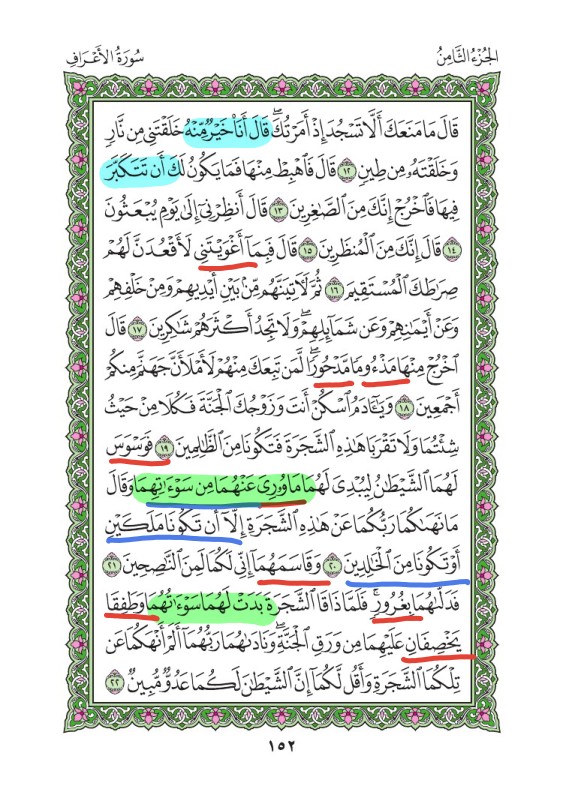 الجُزْءُ الثَّامِنُ
سُورَةُ الأَعْرَافِ
قَالَ مَا مَنَعَكَ أَلَّا تَسْجُدَ إِذْ أَمَرْتُكَۖ قَالَ أَنَا۠ خَيْرٌ مِّنْهُ خَلَقْتَنِي مِن نَّارٍ
وَخَلَقْتَهُۥ مِن طِينٍ ١٢ قَالَ فَٱهْبِطْ مِنْهَا فَمَا يَكُونُ لَكَ أَن تَتَكَبَّرَ
فِيهَا فَٱخْرُجْ إِنَّكَ مِنَ ٱلصَّٰغِرِينَ ١٣ قَالَ أَنظِرْنِيٓ إِلَىٰ يَوْمِ يُبْعَثُونَ
١٤ قَالَ إِنَّكَ مِنَ ٱلْمُنظَرِينَ ١٥ قَالَ فَبِمَآ أَغْوَيْتَنِي لَأَقْعُدَنَّ لَهُمْ
صِرَٰطَكَ ٱلْمُسْتَقِيمَ ١٦ ثُمَّ لَءَاتِيَنَّهُم مِّنۢ بَيْنِ أَيْدِيهِمْ وَمِنْ خَلْفِهِمْ
وَعَنْ أَيْمَٰنِهِمْ وَعَن شَمَآئِلِهِمْۖ وَلَا تَجِدُ أَكْثَرَهُمْ شَٰكِرِينَ ١٧ قَالَ
ٱخْرُجْ مِنْهَا مَذْءُومًا مَّدْحُورًاۖ لَّمَن تَبِعَكَ مِنْهُمْ لَأَمْلَأَنَّ جَهَنَّمَ مِنكُمْ
أَجْمَعِينَ ١٨ وَيَٰٓـَٔادَمُ ٱسْكُنْ أَنتَ وَزَوْجُكَ ٱلْجَنَّةَ فَكُلَا مِنْ حَيْثُ
شِئْتُمَا وَلَا تَقْرَبَا هَٰذِهِ ٱلشَّجَرَةَ فَتَكُونَا مِنَ ٱلظَّٰلِمِينَ ١٩ فَوَسْوَسَ
لَهُمَا ٱلشَّيْطَٰنُ لِيُبْدِيَ لَهُمَا مَا وُۥرِيَ عَنْهُمَا مِن سَوْءَٰتِهِمَا وَقَالَ
مَا نَهَىٰكُمَا رَبُّكُمَا عَنْ هَٰذِهِ ٱلشَّجَرَةِ إِلَّآ أَن تَكُونَا مَلَكَيْنِ
أَوْ تَكُونَا مِنَ ٱلْخَٰلِدِينَ ٢٠ وَقَاسَمَهُمَآ إِنِّي لَكُمَا لَمِنَ ٱلنَّٰصِحِينَ ٢١
فَدَلَّىٰهُمَا بِغُرُورٍۚ فَلَمَّا ذَاقَا ٱلشَّجَرَةَ بَدَتْ لَهُمَا سَوْءَٰتُهُمَا وَطَفِقَا
يَخْصِفَانِ عَلَيْهِمَا مِن وَرَقِ ٱلْجَنَّةِۖ وَنَادَىٰهُمَا رَبُّهُمَآ أَلَمْ أَنْهَكُمَا عَن
تِلْكُمَا ٱلشَّجَرَةِ وَأَقُل لَّكُمَآ إِنَّ ٱلشَّيْطَٰنَ لَكُمَا عَدُوٌّ مُّبِينٌ ٢٢
١٥٢